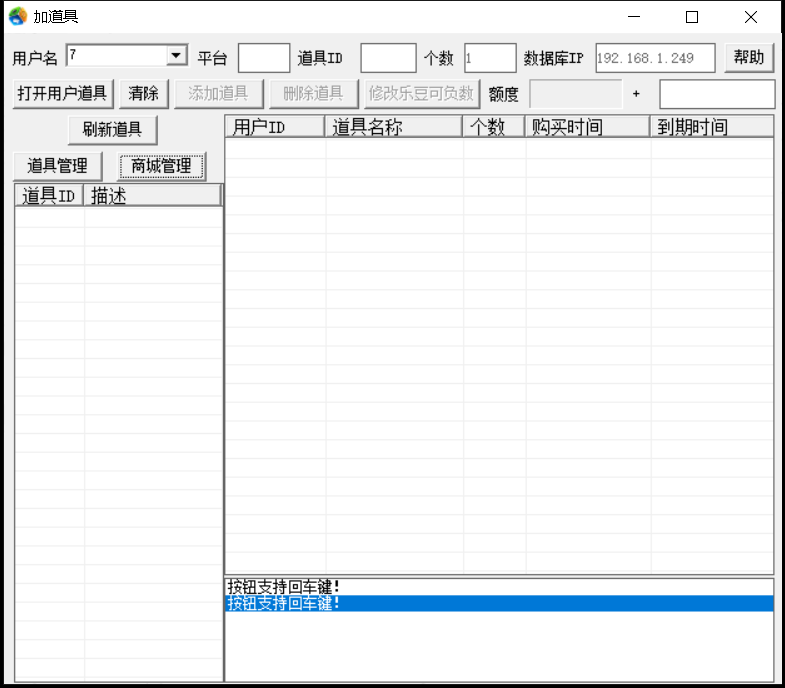 加道具
用户名 7 平台 道具ID 个数 1 数据库IP 192.168.1.249 帮助
打开用户道具 清除 添加道具 删除道具 修改乐豆可负数 额度 +
刷新道具
道具管理 商城管理
道具ID 描述
用户ID 道具名称 个数 购买时间 到期时间
按钮支持回车键!
按钮支持回车键!